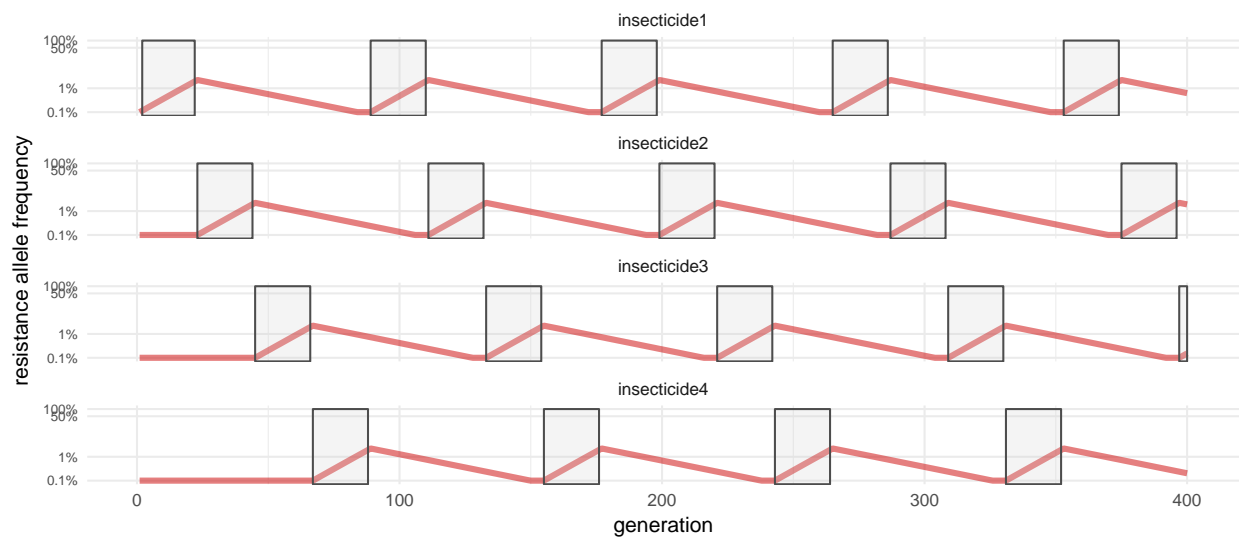 insecticide1
100%
50%
1%
0.1%
insecticide2
100%
50%
1%
0.1%
resistance allele frequency
insecticide3
100%
50%
1%
0.1%
insecticide4
100%
50%
1%
0.1%
0 100 200 300 400
generation